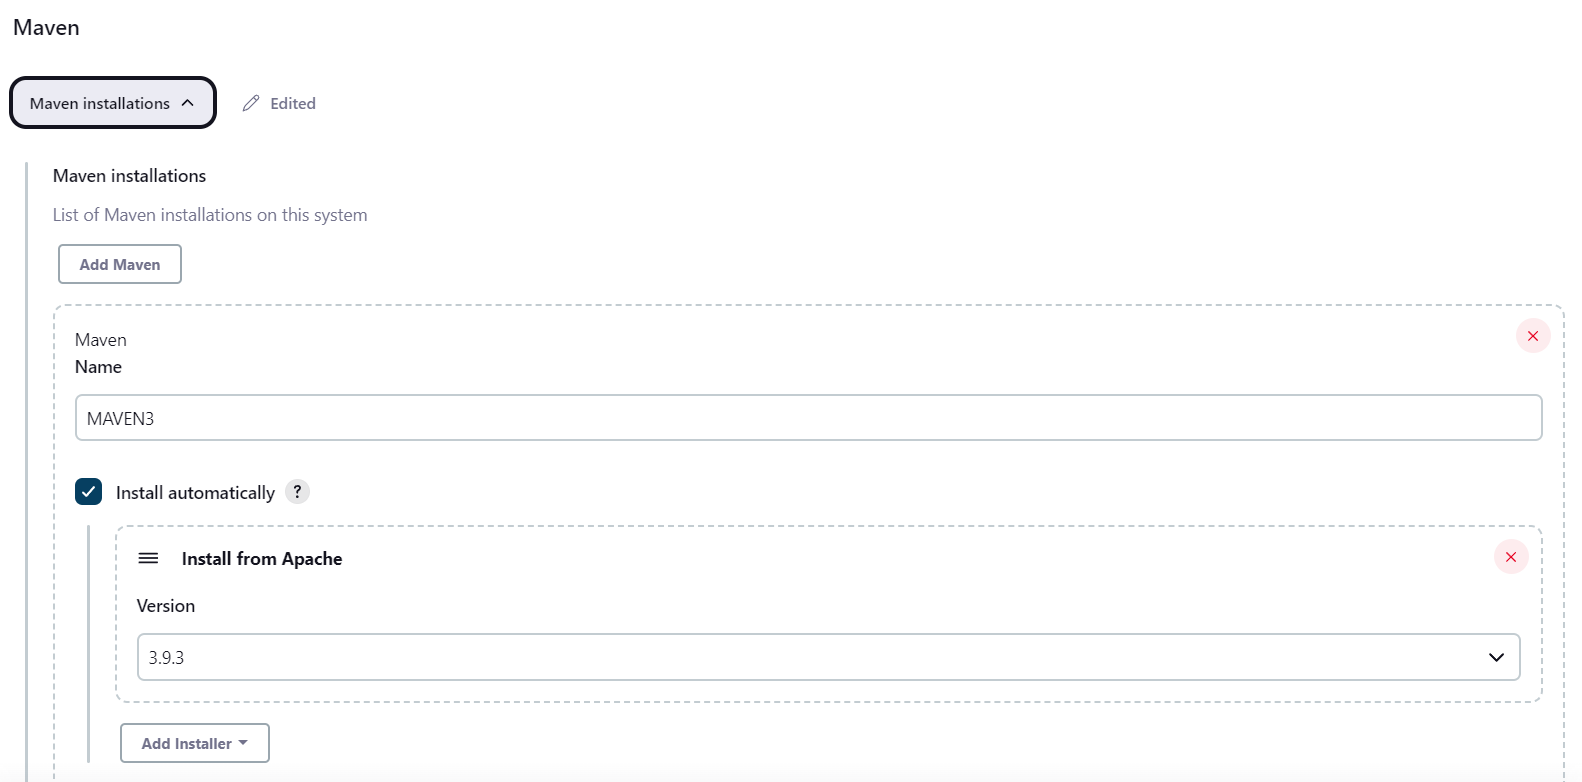 Maven
Maven installations
Edited
Maven installations
List of Maven installations on this system
Add Maven
Maven
Name
MAVEN3
Install automatically ?
Install from Apache
Version
3.9.3
Add Installer